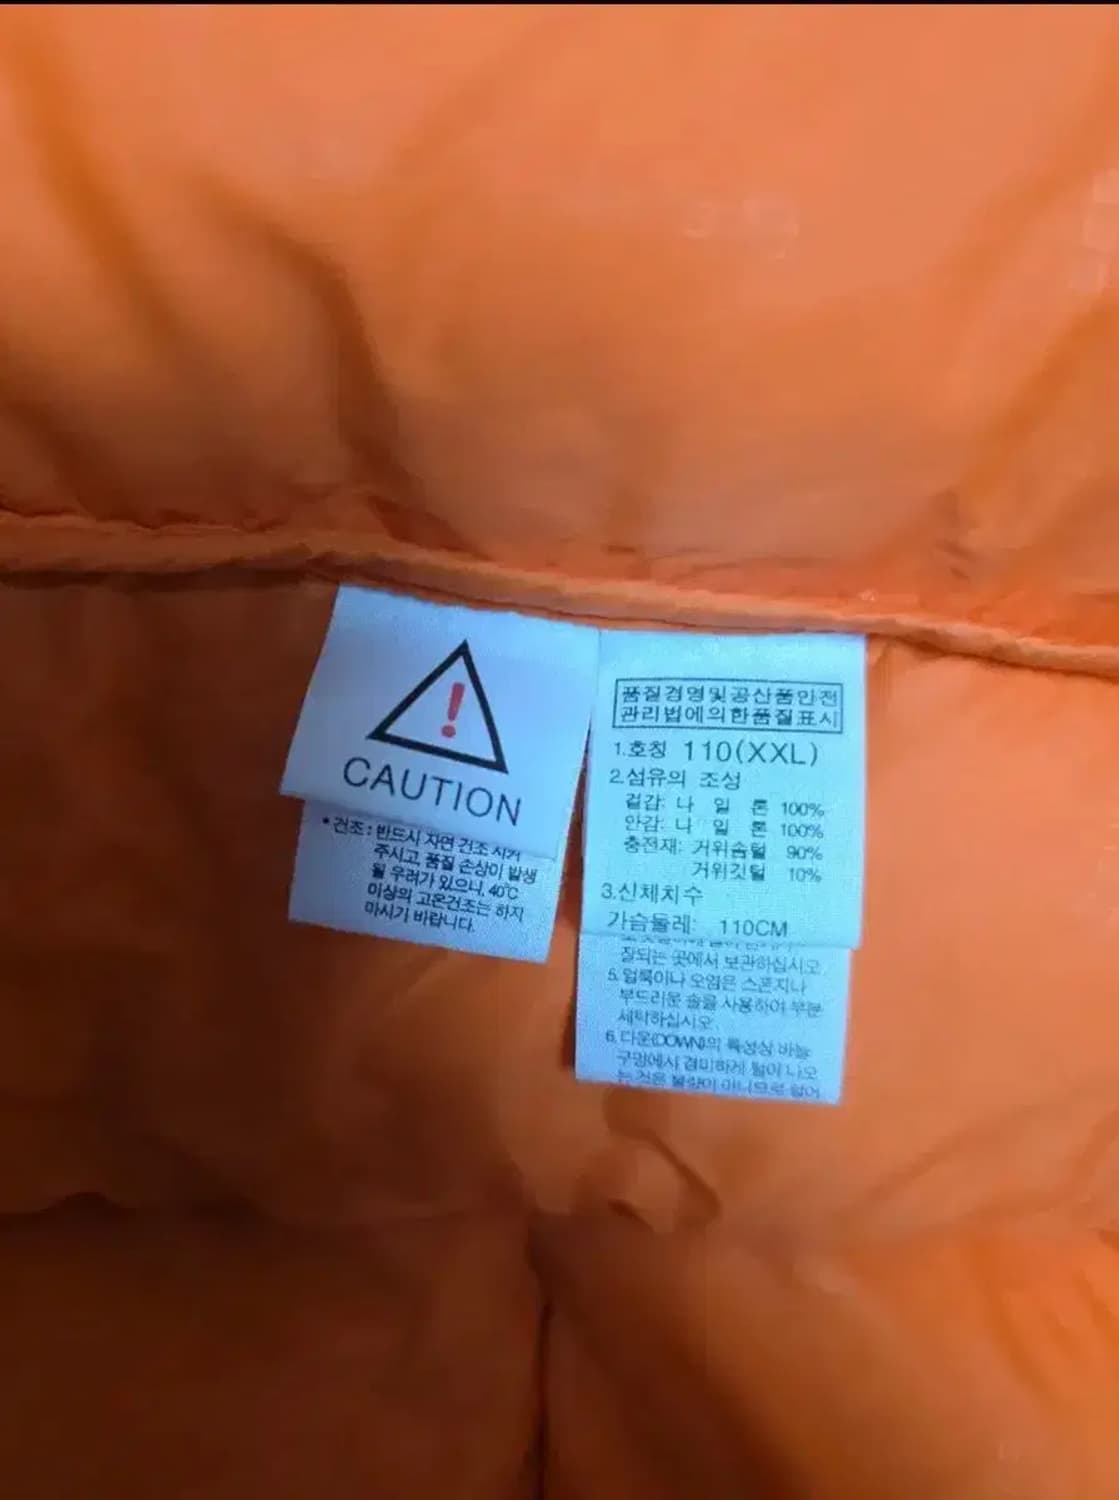 CAUTION
*건조 : 반드시 자연 건조 시켜
주시고, 품질 손상이 발생
될 우려가 있으니, 40℃
이상의 고온건조는 하지
마시기 바랍니다.
품질경영및공산품안전
관리법에의한품질표시
1.호칭 110(XXL)
2.섬유의 조성
겉감: 나 일 론 100%
안감: 나 일 론 100%
충전재: 거위솜털 90%
거위깃털 10%
3.신체치수
가슴둘레: 110CM
잘되는 곳에서 보관하십시오
5. 얼룩이나 오염은 스폰지나
부드러운 솔을 사용하여 부분
세탁하십시오
6. 다운(DOWN)의 특성상 바늘
구멍에서 경미하게 털이 나오
는 것은 불량이 아니므로 털어